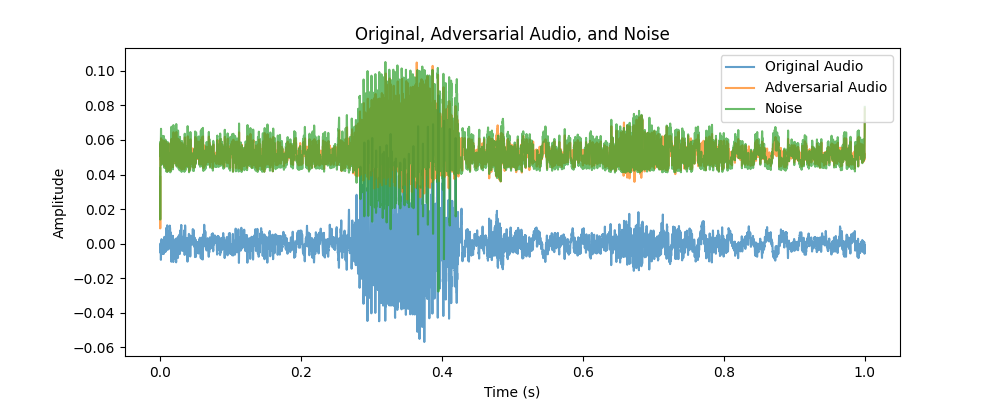 Original, Adversarial Audio, and Noise
Original Audio
Adversarial Audio
Noise
Amplitude
0.10
0.08
0.06
0.04
0.02
0.00
−0.02
−0.04
−0.06
0.0 0.2 0.4 0.6 0.8 1.0
Time (s)